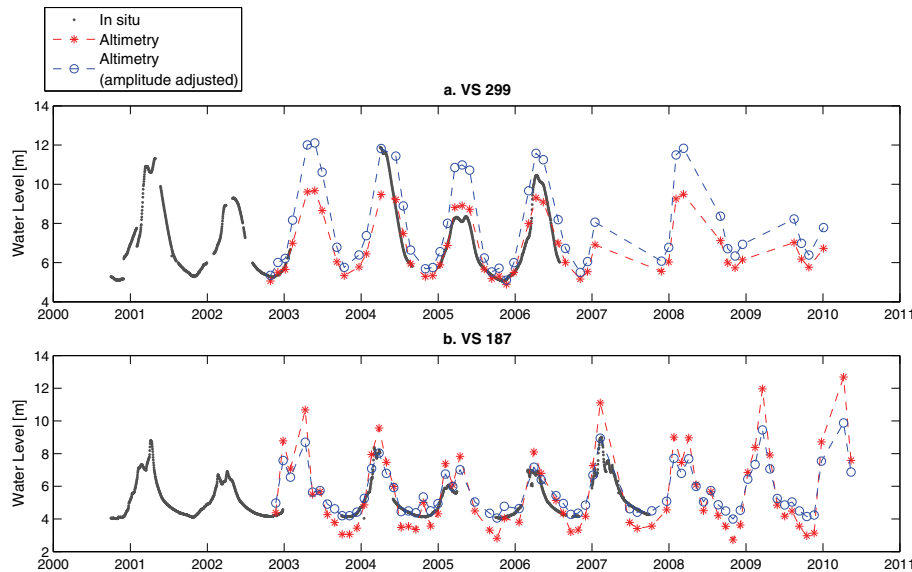 In situ
Altimetry
Altimetry
(amplitude adjusted)
a. VS 299
Water Level [m]
14
12
10
8
6
4
2000 2001 2002 2003 2004 2005 2006 2007 2008 2009 2010 2011
b. VS 187
Water Level [m]
14
12
10
8
6
4
2
2000 2001 2002 2003 2004 2005 2006 2007 2008 2009 2010 2011